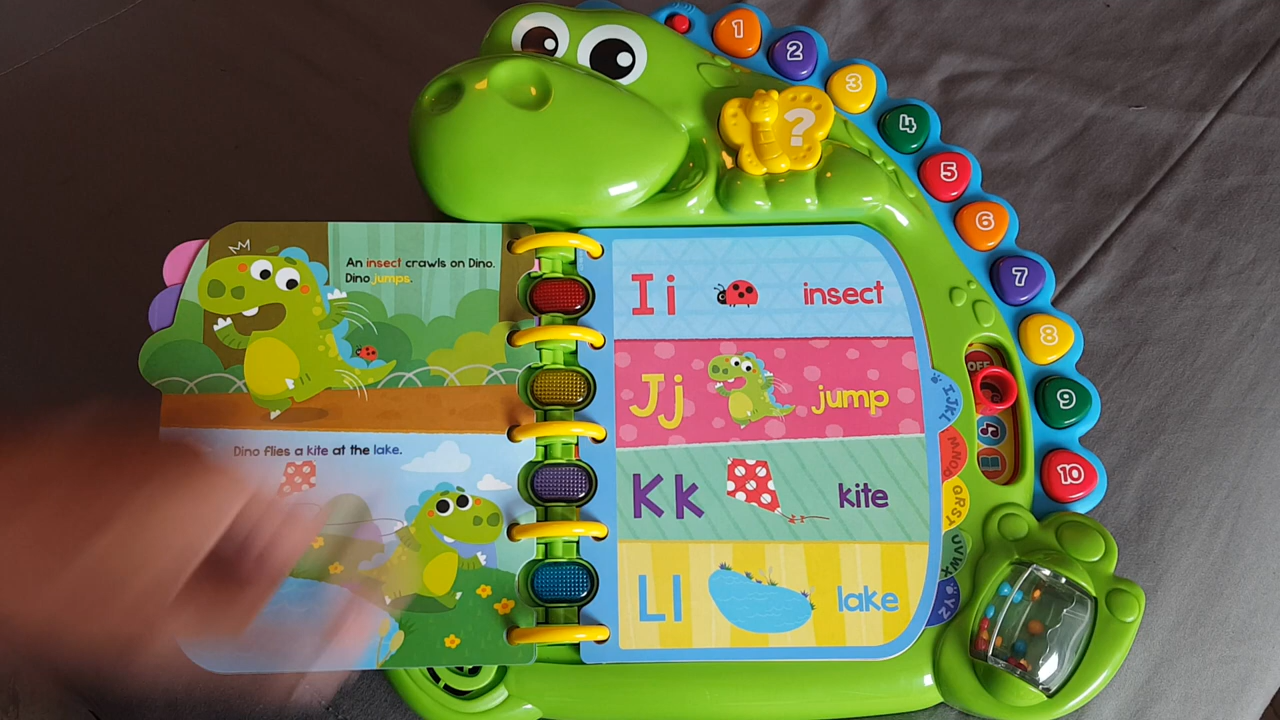 1
2
3
4
5
6
7
8
9
10
?
An insect crawls on Dino.
Dino jumps.
Dino flies a kite at the lake.
Ii insect
Jj jump
Kk kite
Ll lake
OFF
IJKL
MNOP
QRST
UVWX
YZ